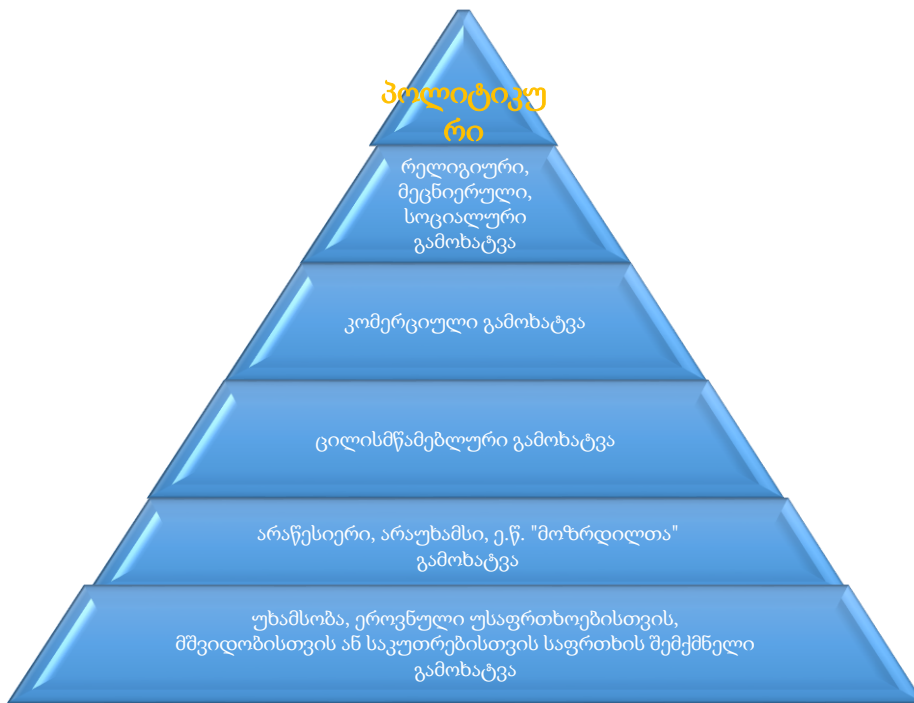 პოლიტიკუ
რი
რელიგიური,
მეცნიერული,
სოციალური
გამოხატვა
კომერციული გამოხატვა
ცილისმწამებლური გამოხატვა
არაწესიერი, არაუხამსი, ე.წ. "მოზრდილთა"
გამოხატვა
უხამსობა, ეროვნული უსაფრთხოებისთვის,
მშვიდობისთვის ან საკუთრებისთვის საფრთხის შემქმნელი
გამოხატვა